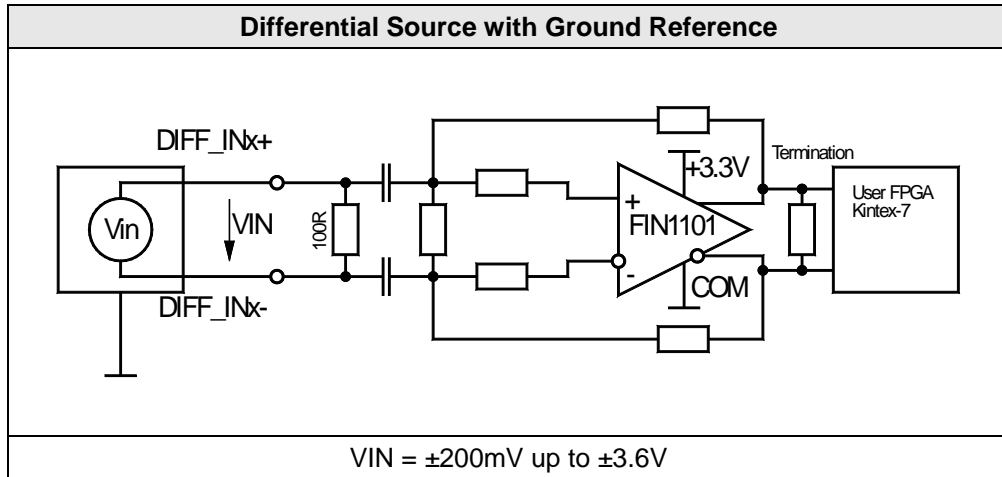 Differential Source with Ground Reference
DIFF_INx+
+3.3V
Termination
User FPGA
Kintex-7
Vin
VIN
100R
+
FIN1101
-
COM
DIFF_INx-
VIN = ±200mV up to ±3.6V